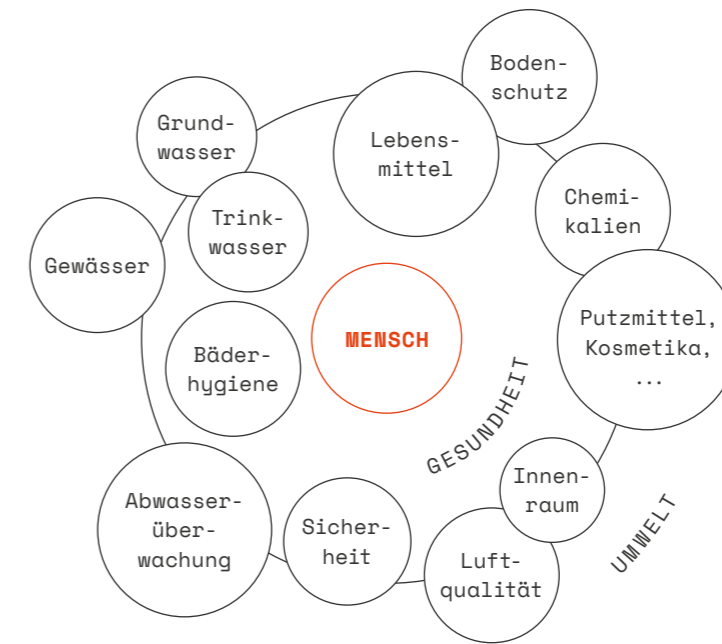 Boden-
schutz
Grund-
wasser
Lebens-
mittel
Chemi-
kalien
Trink-
wasser
Gewässer
Putzmittel,
Kosmetika,
...
MENSCH
Bäder-
hygiene
GESUNDHEIT
Innen-
raum
Abwasser-
über-
wachung
Sicher-
heit
UMWELT
Luft-
qualität